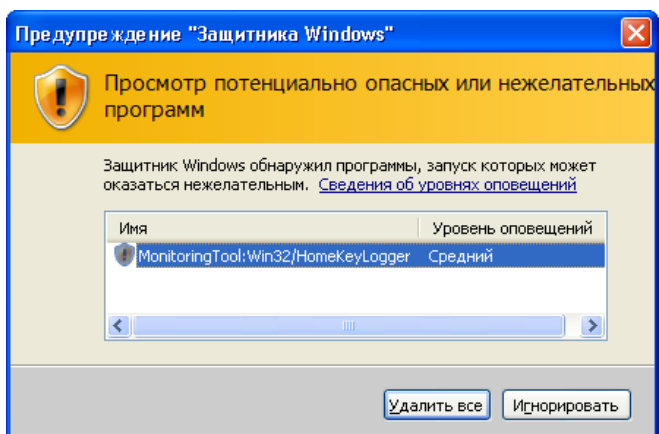 Предупреждение "Защитника Windows"
Просмотр потенциально опасных или нежелательных
программ
Защитник Windows обнаружил программы, запуск которых может
оказаться нежелательным. Сведения об уровнях оповещений
Имя Уровень оповещений
MonitoringTool:Win32/HomeKeyLogger Средний
Удалить все Игнорировать